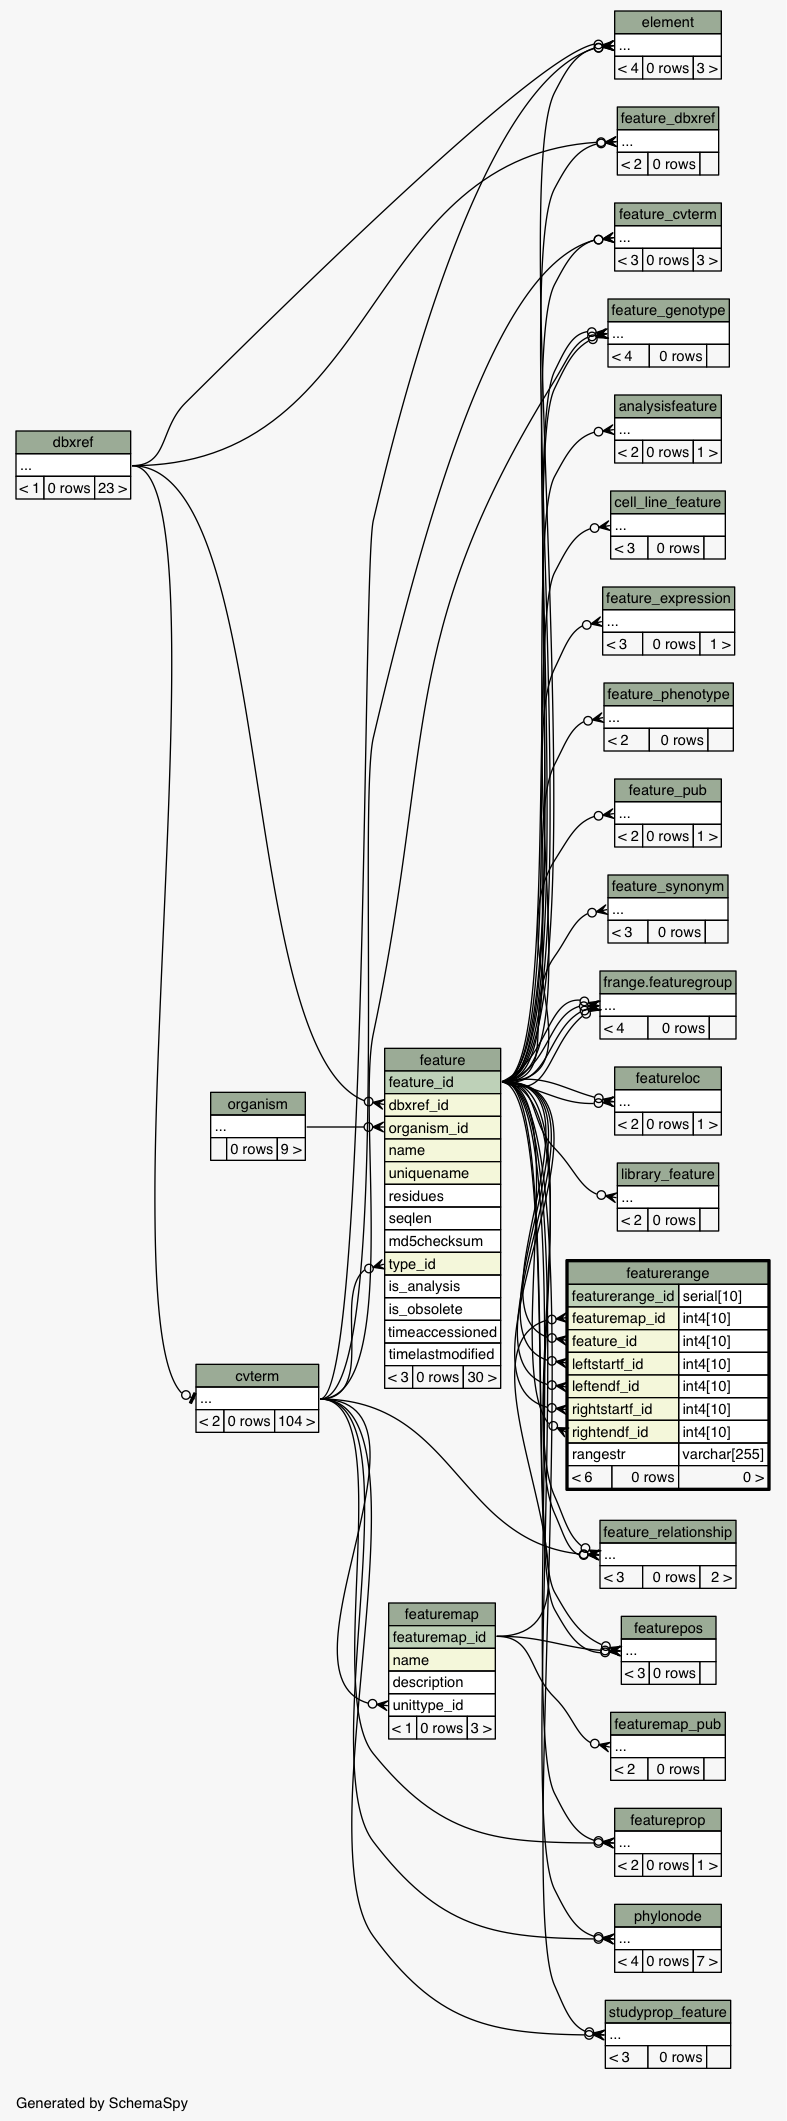 element
...
< 4 0 rows 3 >
feature_dbxref
...
< 2 0 rows
feature_cvterm
...
< 3 0 rows 3 >
feature_genotype
...
< 4 0 rows
analysisfeature
...
< 2 0 rows 1 >
dbxref
...
< 1 0 rows 23 >
cell_line_feature
...
< 3 0 rows
feature_expression
...
< 3 0 rows 1 >
feature_phenotype
...
< 2 0 rows
feature_pub
...
< 2 0 rows 1 >
feature_synonym
...
< 3 0 rows
frange.featuregroup
...
< 4 0 rows
feature
feature_id
dbxref_id
organism_id
name
uniquename
residues
seqlen
md5checksum
type_id
is_analysis
is_obsolete
timeaccessioned
timelastmodified
< 3 0 rows 30 >
organism
...
0 rows 9 >
featureloc
...
< 2 0 rows 1 >
library_feature
...
< 2 0 rows
featurerange
featurerange_id serial[10]
featuremap_id int4[10]
feature_id int4[10]
leftstartf_id int4[10]
leftendf_id int4[10]
rightstartf_id int4[10]
rightendf_id int4[10]
rangestr varchar[255]
< 6 0 rows 0 >
cvterm
...
< 2 0 rows 104 >
feature_relationship
...
< 3 0 rows 2 >
featuremap
featuremap_id
name
description
unittype_id
< 1 0 rows 3 >
featurepos
...
< 3 0 rows
featuremap_pub
...
< 2 0 rows
featureprop
...
< 2 0 rows 1 >
phylonode
...
< 4 0 rows 7 >
studyprop_feature
...
< 3 0 rows
Generated by SchemaSpy